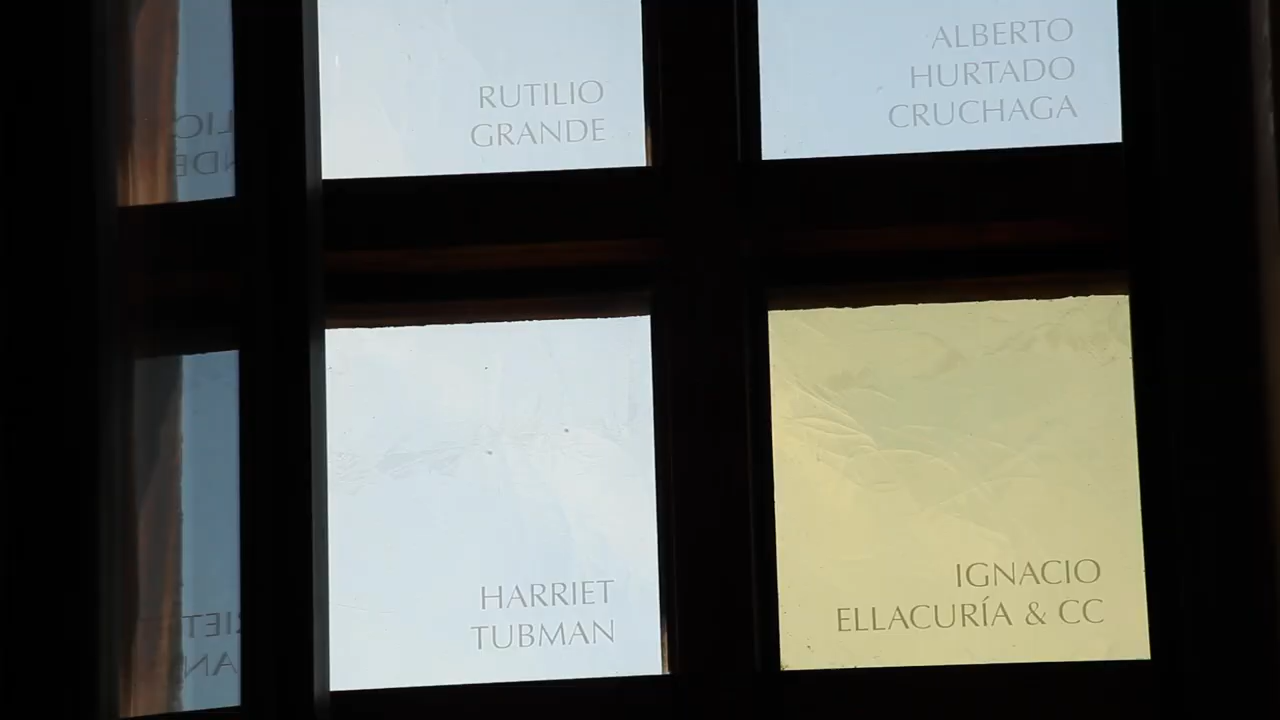 RUTILIO
GRANDE
ALBERTO
HURTADO
CRUCHAGA
HARRIET
TUBMAN
IGNACIO
ELLACURÍA & CC